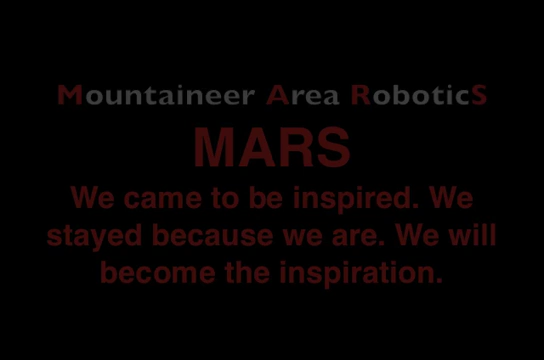 Mountaineer Area RoboticS
MARS
We came to be inspired. We
stayed because we are. We will
become the inspiration.